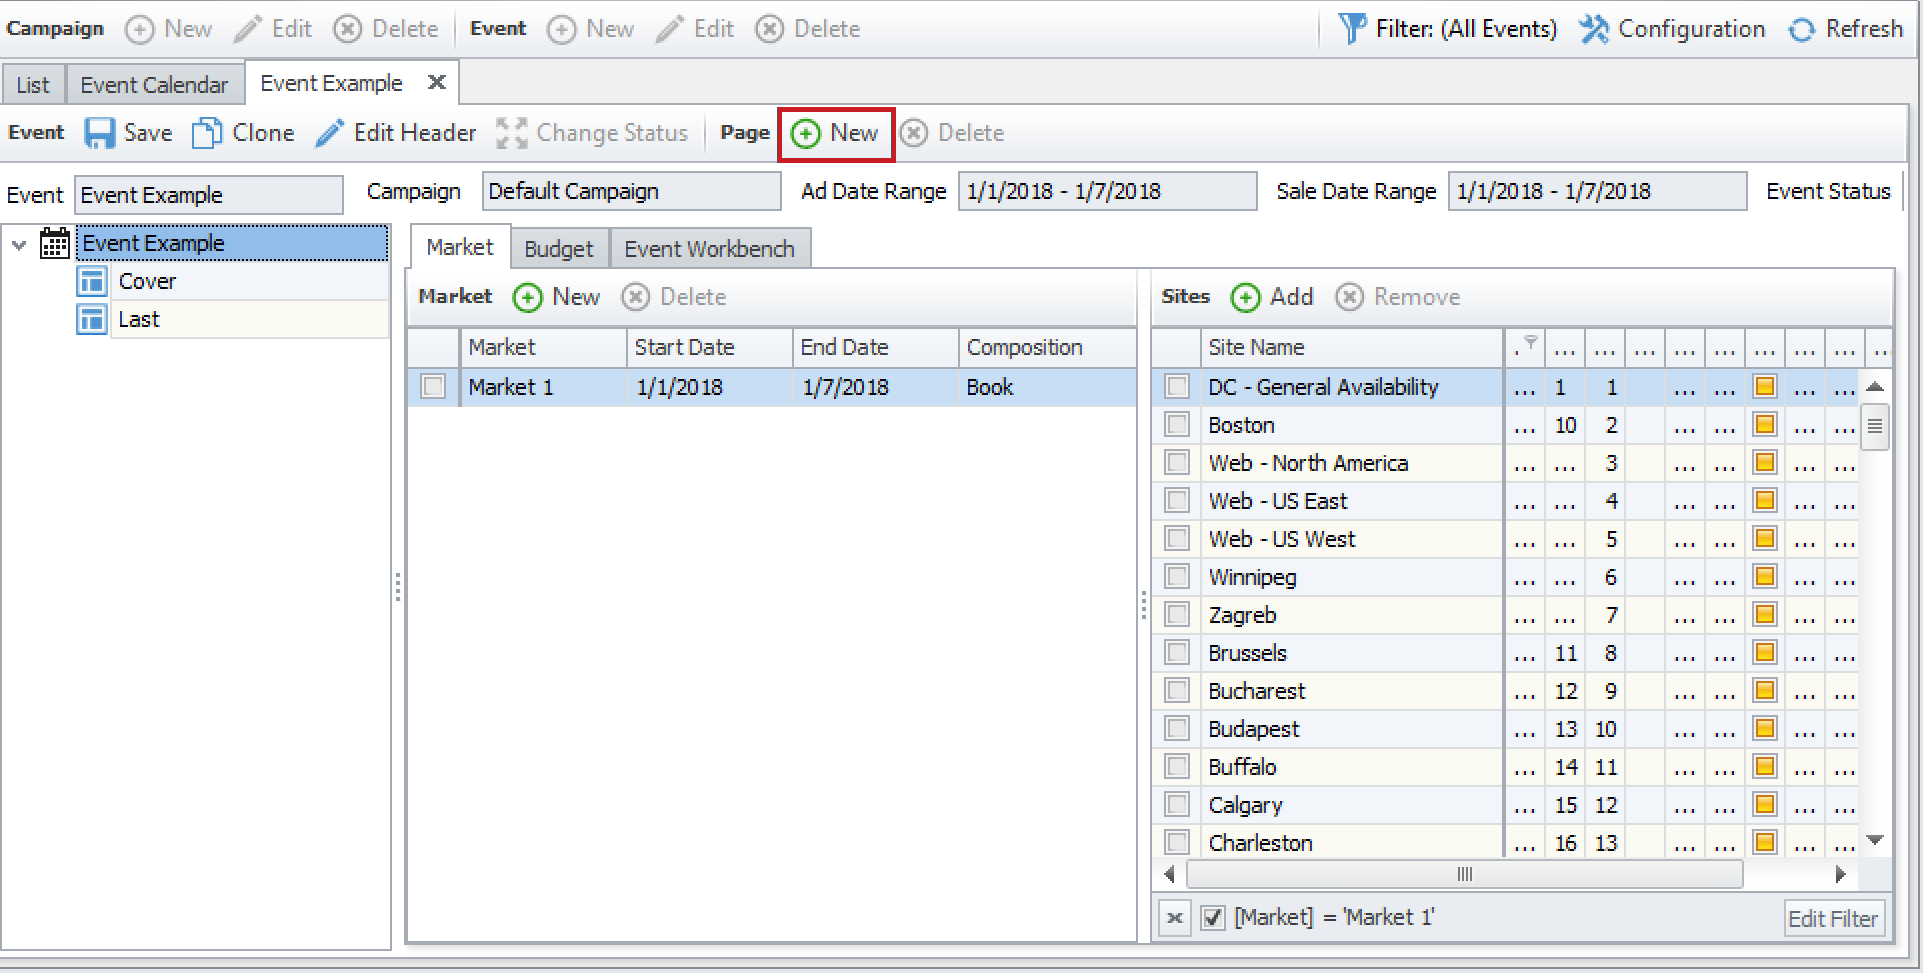 Campaign New Edit Delete Event New Edit Delete Filter: (All Events) Configuration Refresh
List Event Calendar Event Example
Event Save Clone Edit Header Change Status Page New Delete
Event Event Example Campaign Default Campaign Ad Date Range 1/1/2018 - 1/7/2018 Sale Date Range 1/1/2018 - 1/7/2018 Event Status
Event Example
Cover
Last
Market Budget Event Workbench
Market New Delete
Market Start Date End Date Composition
Market 1 1/1/2018 1/7/2018 Book
Sites Add Remove
Site Name . ... ... ... ... ... ... ... ... ...
DC - General Availability ... 1 1 ... ... ... ...
Boston ... 10 2 ... ... ... ...
Web - North America ... ... 3 ... ... ... ...
Web - US East ... ... 4 ... ... ... ...
Web - US West ... ... 5 ... ... ... ...
Winnipeg ... ... 6 ... ... ... ...
Zagreb ... ... 7 ... ... ... ...
Brussels ... 11 8 ... ... ... ...
Bucharest ... 12 9 ... ... ... ...
Budapest ... 13 10 ... ... ... ...
Buffalo ... 14 11 ... ... ... ...
Calgary ... 15 12 ... ... ... ...
Charleston ... 16 13 ... ... ... ...
[Market] = 'Market 1' Edit Filter